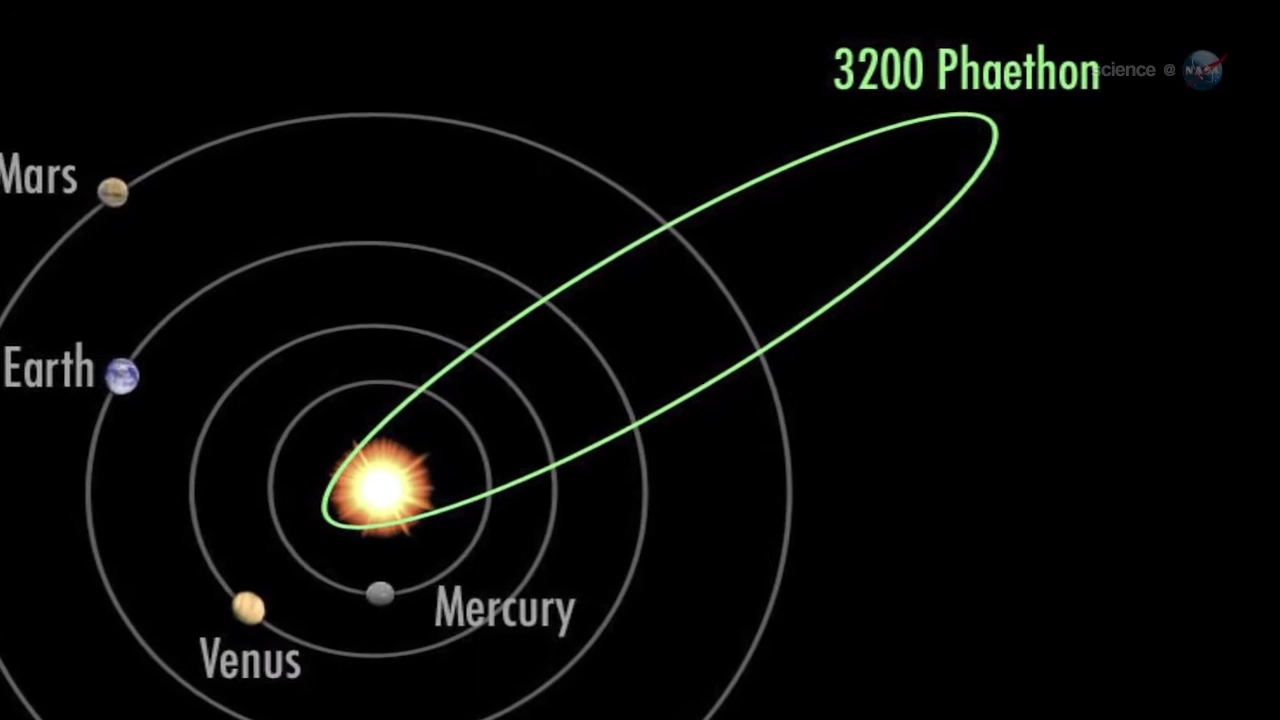 3200 Phaethon
science @ NASA
Mars
Earth
Mercury
Venus